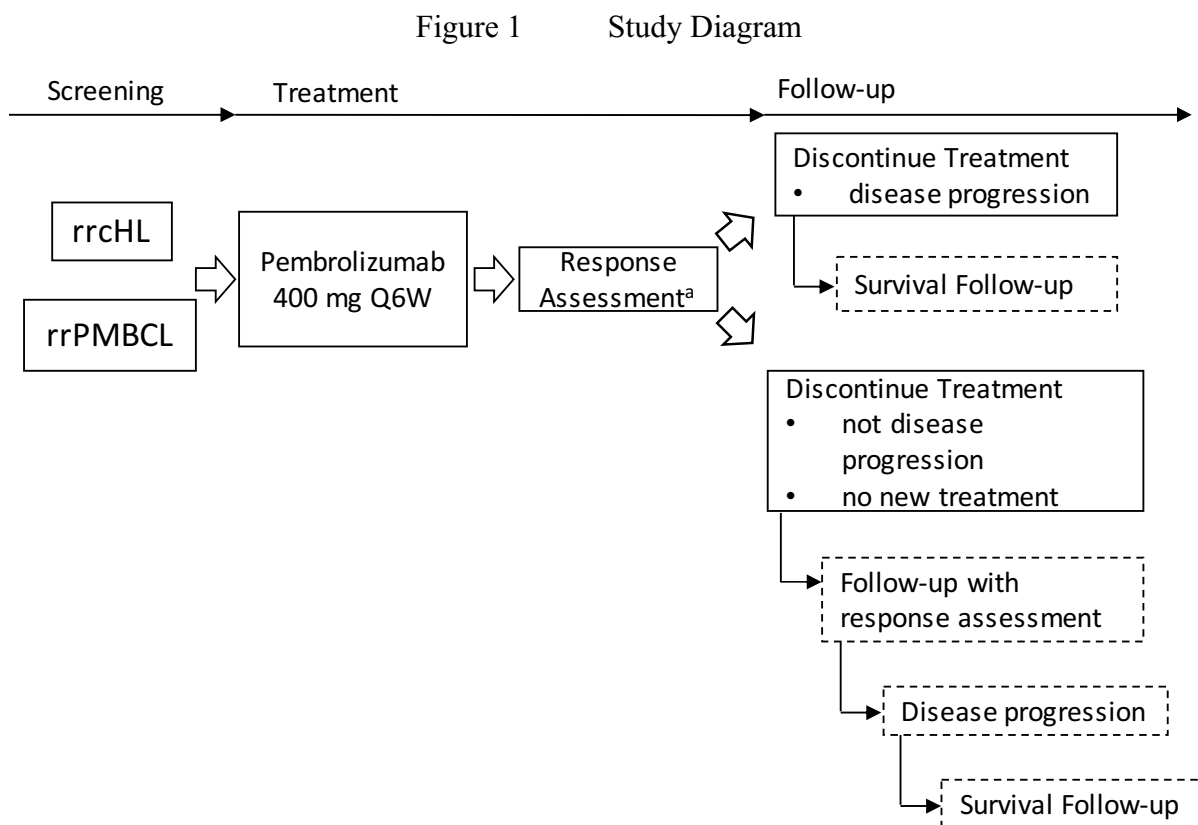 Figure 1 Study Diagram
Screening
Treatment
Follow-up
rrcHL
rrPMBCL
Pembrolizumab
400 mg Q6W
Response
Assessmentᵃ
Discontinue Treatment
• disease progression
Survival Follow-up
Discontinue Treatment
• not disease
progression
• no new treatment
Follow-up with
response assessment
Disease progression
Survival Follow-up